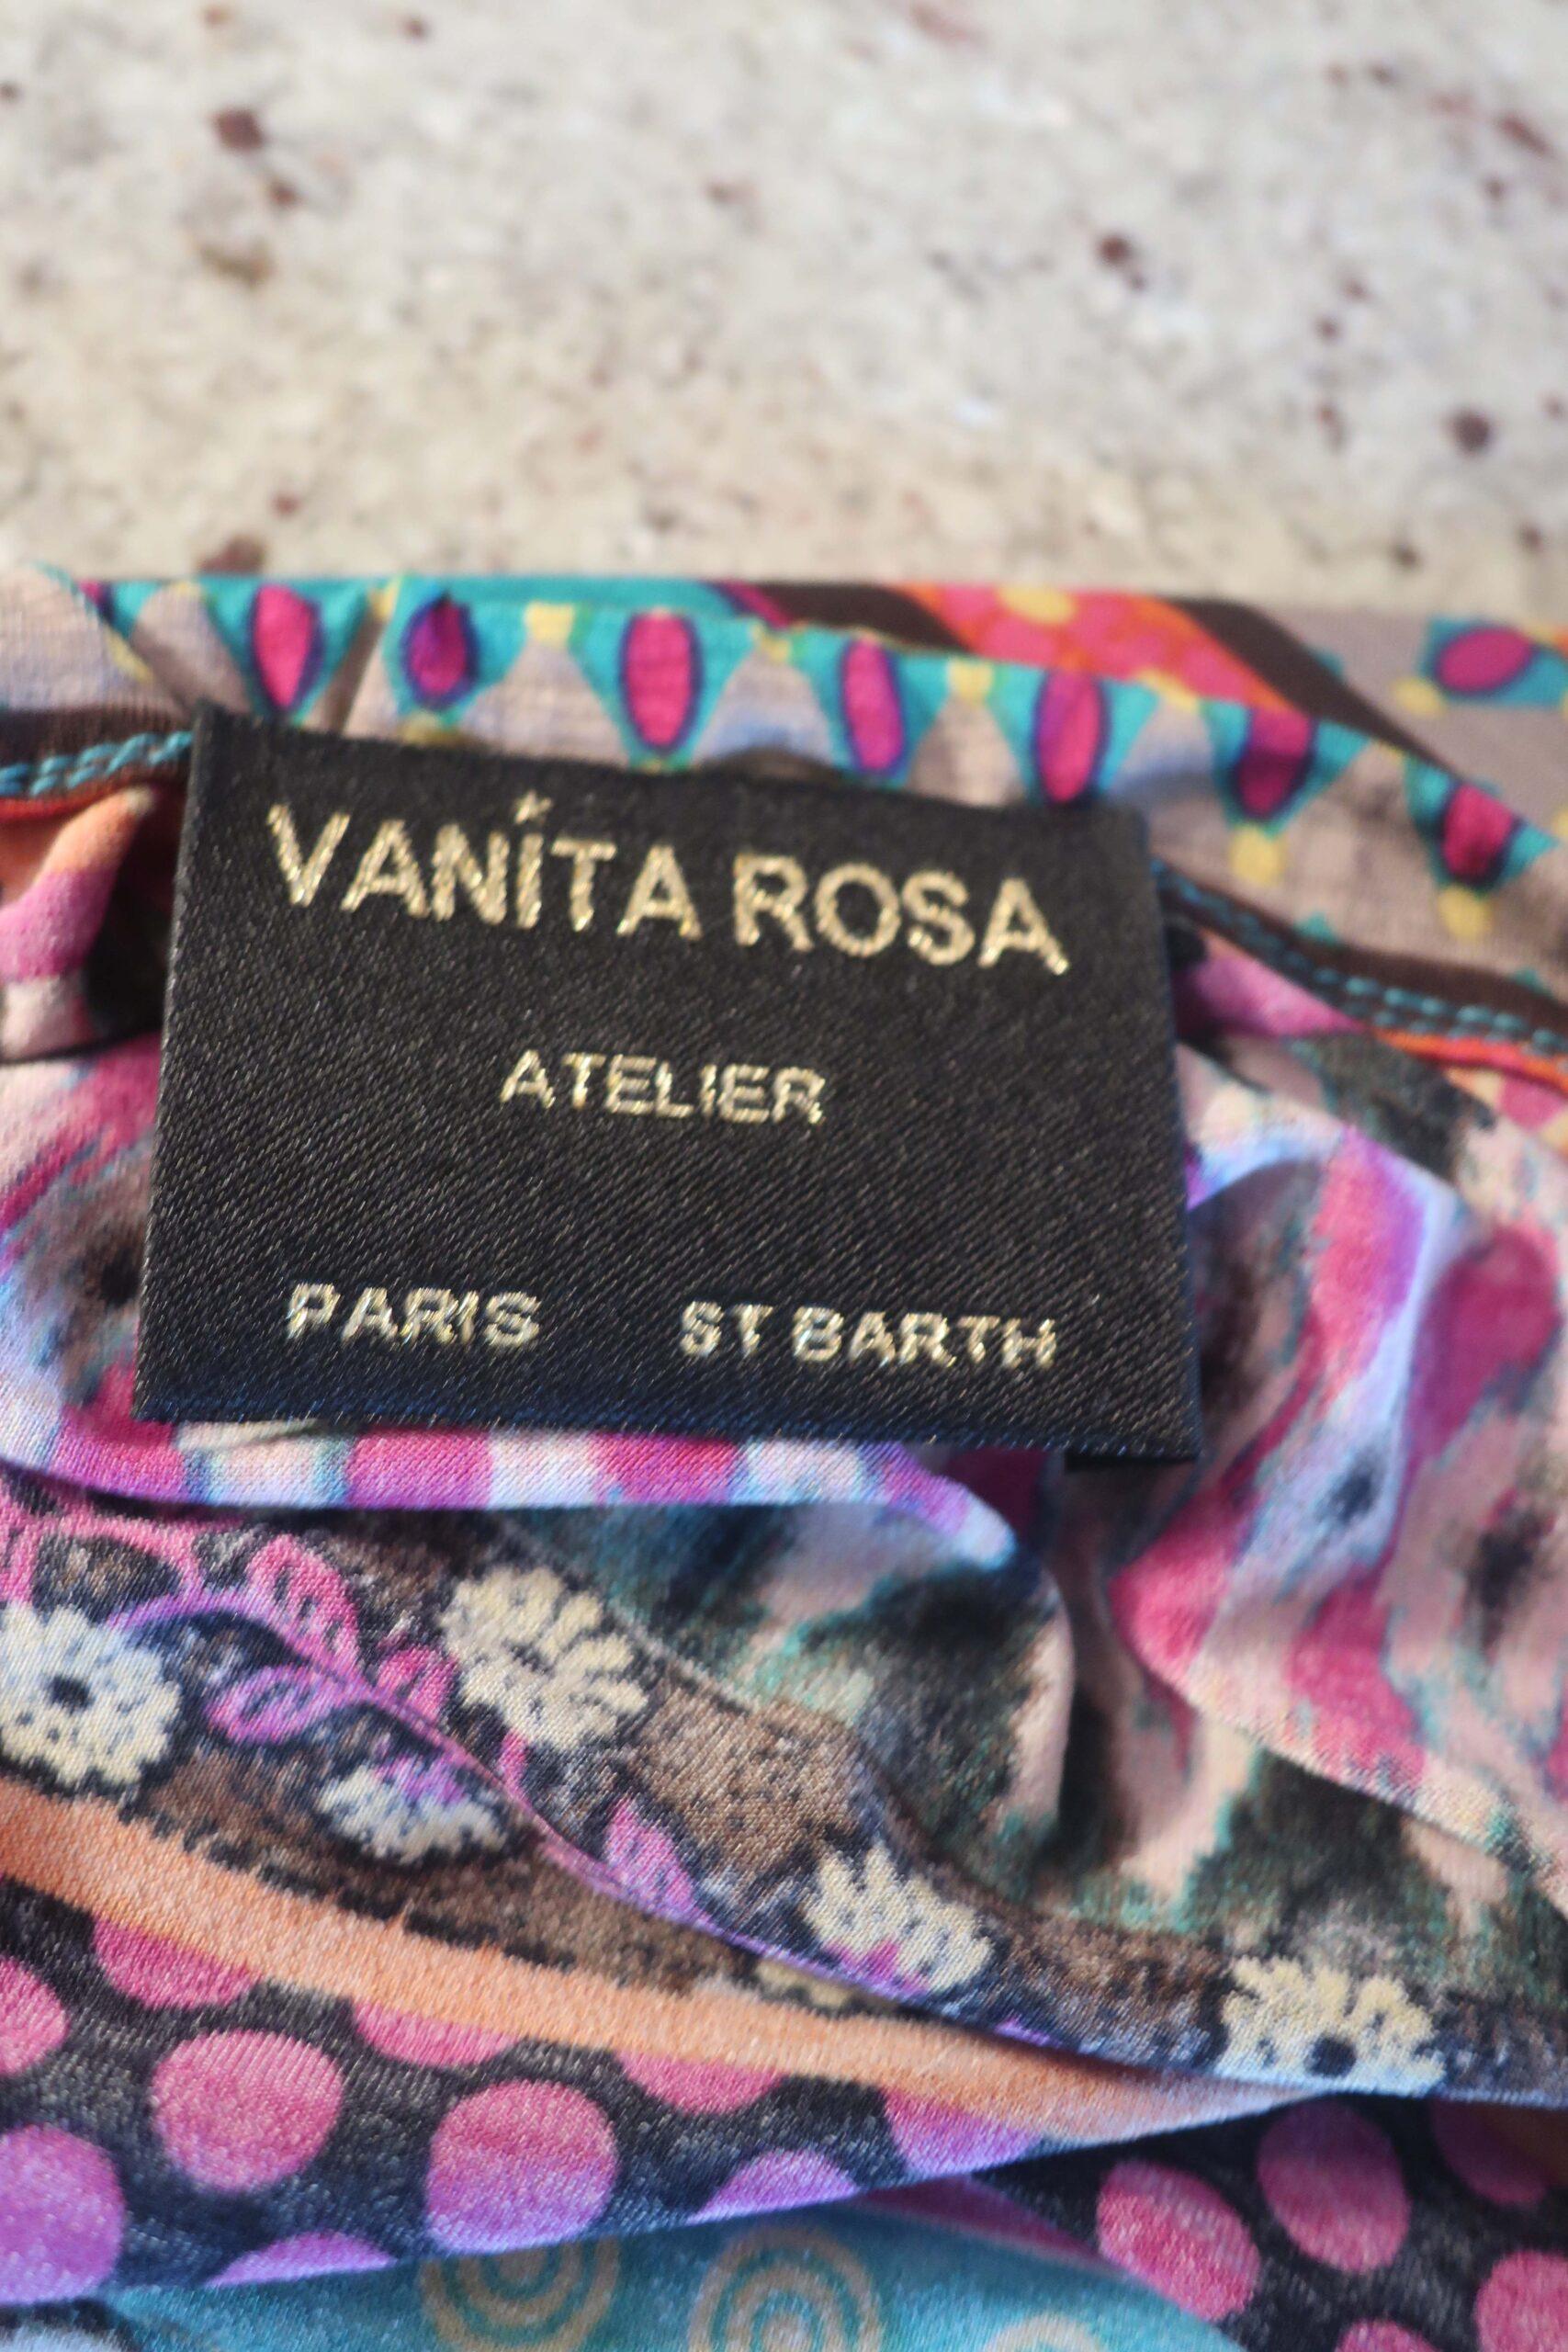 VANİTA ROSA
ATELIER
PARIS ST BARTH